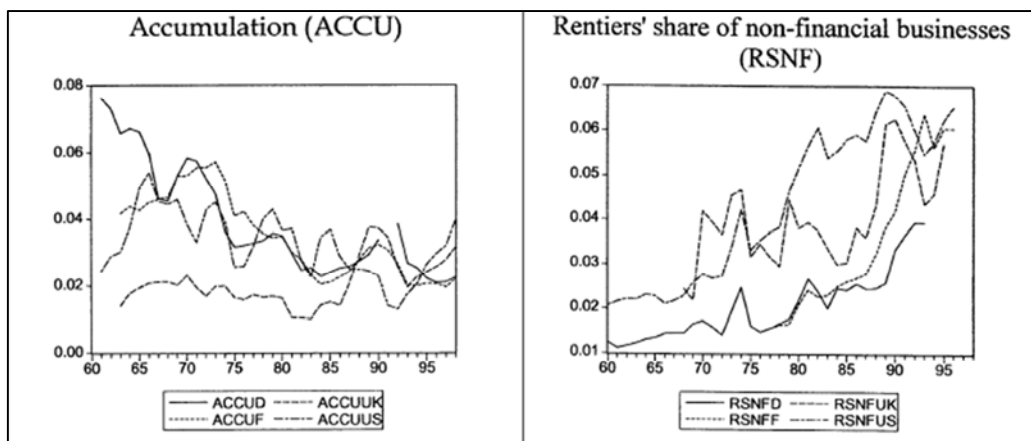 Accumulation (ACCU)
0.08
0.06
0.04
0.02
0.00
60 65 70 75 80 85 90 95
ACCUD ACCUUK
ACCUF ACCUUS
Rentiers' share of non-financial businesses
(RSNF)
0.07
0.06
0.05
0.04
0.03
0.02
0.01
60 65 70 75 80 85 90 95
RSNFD RSNFUK
RSNFF RSNFUS